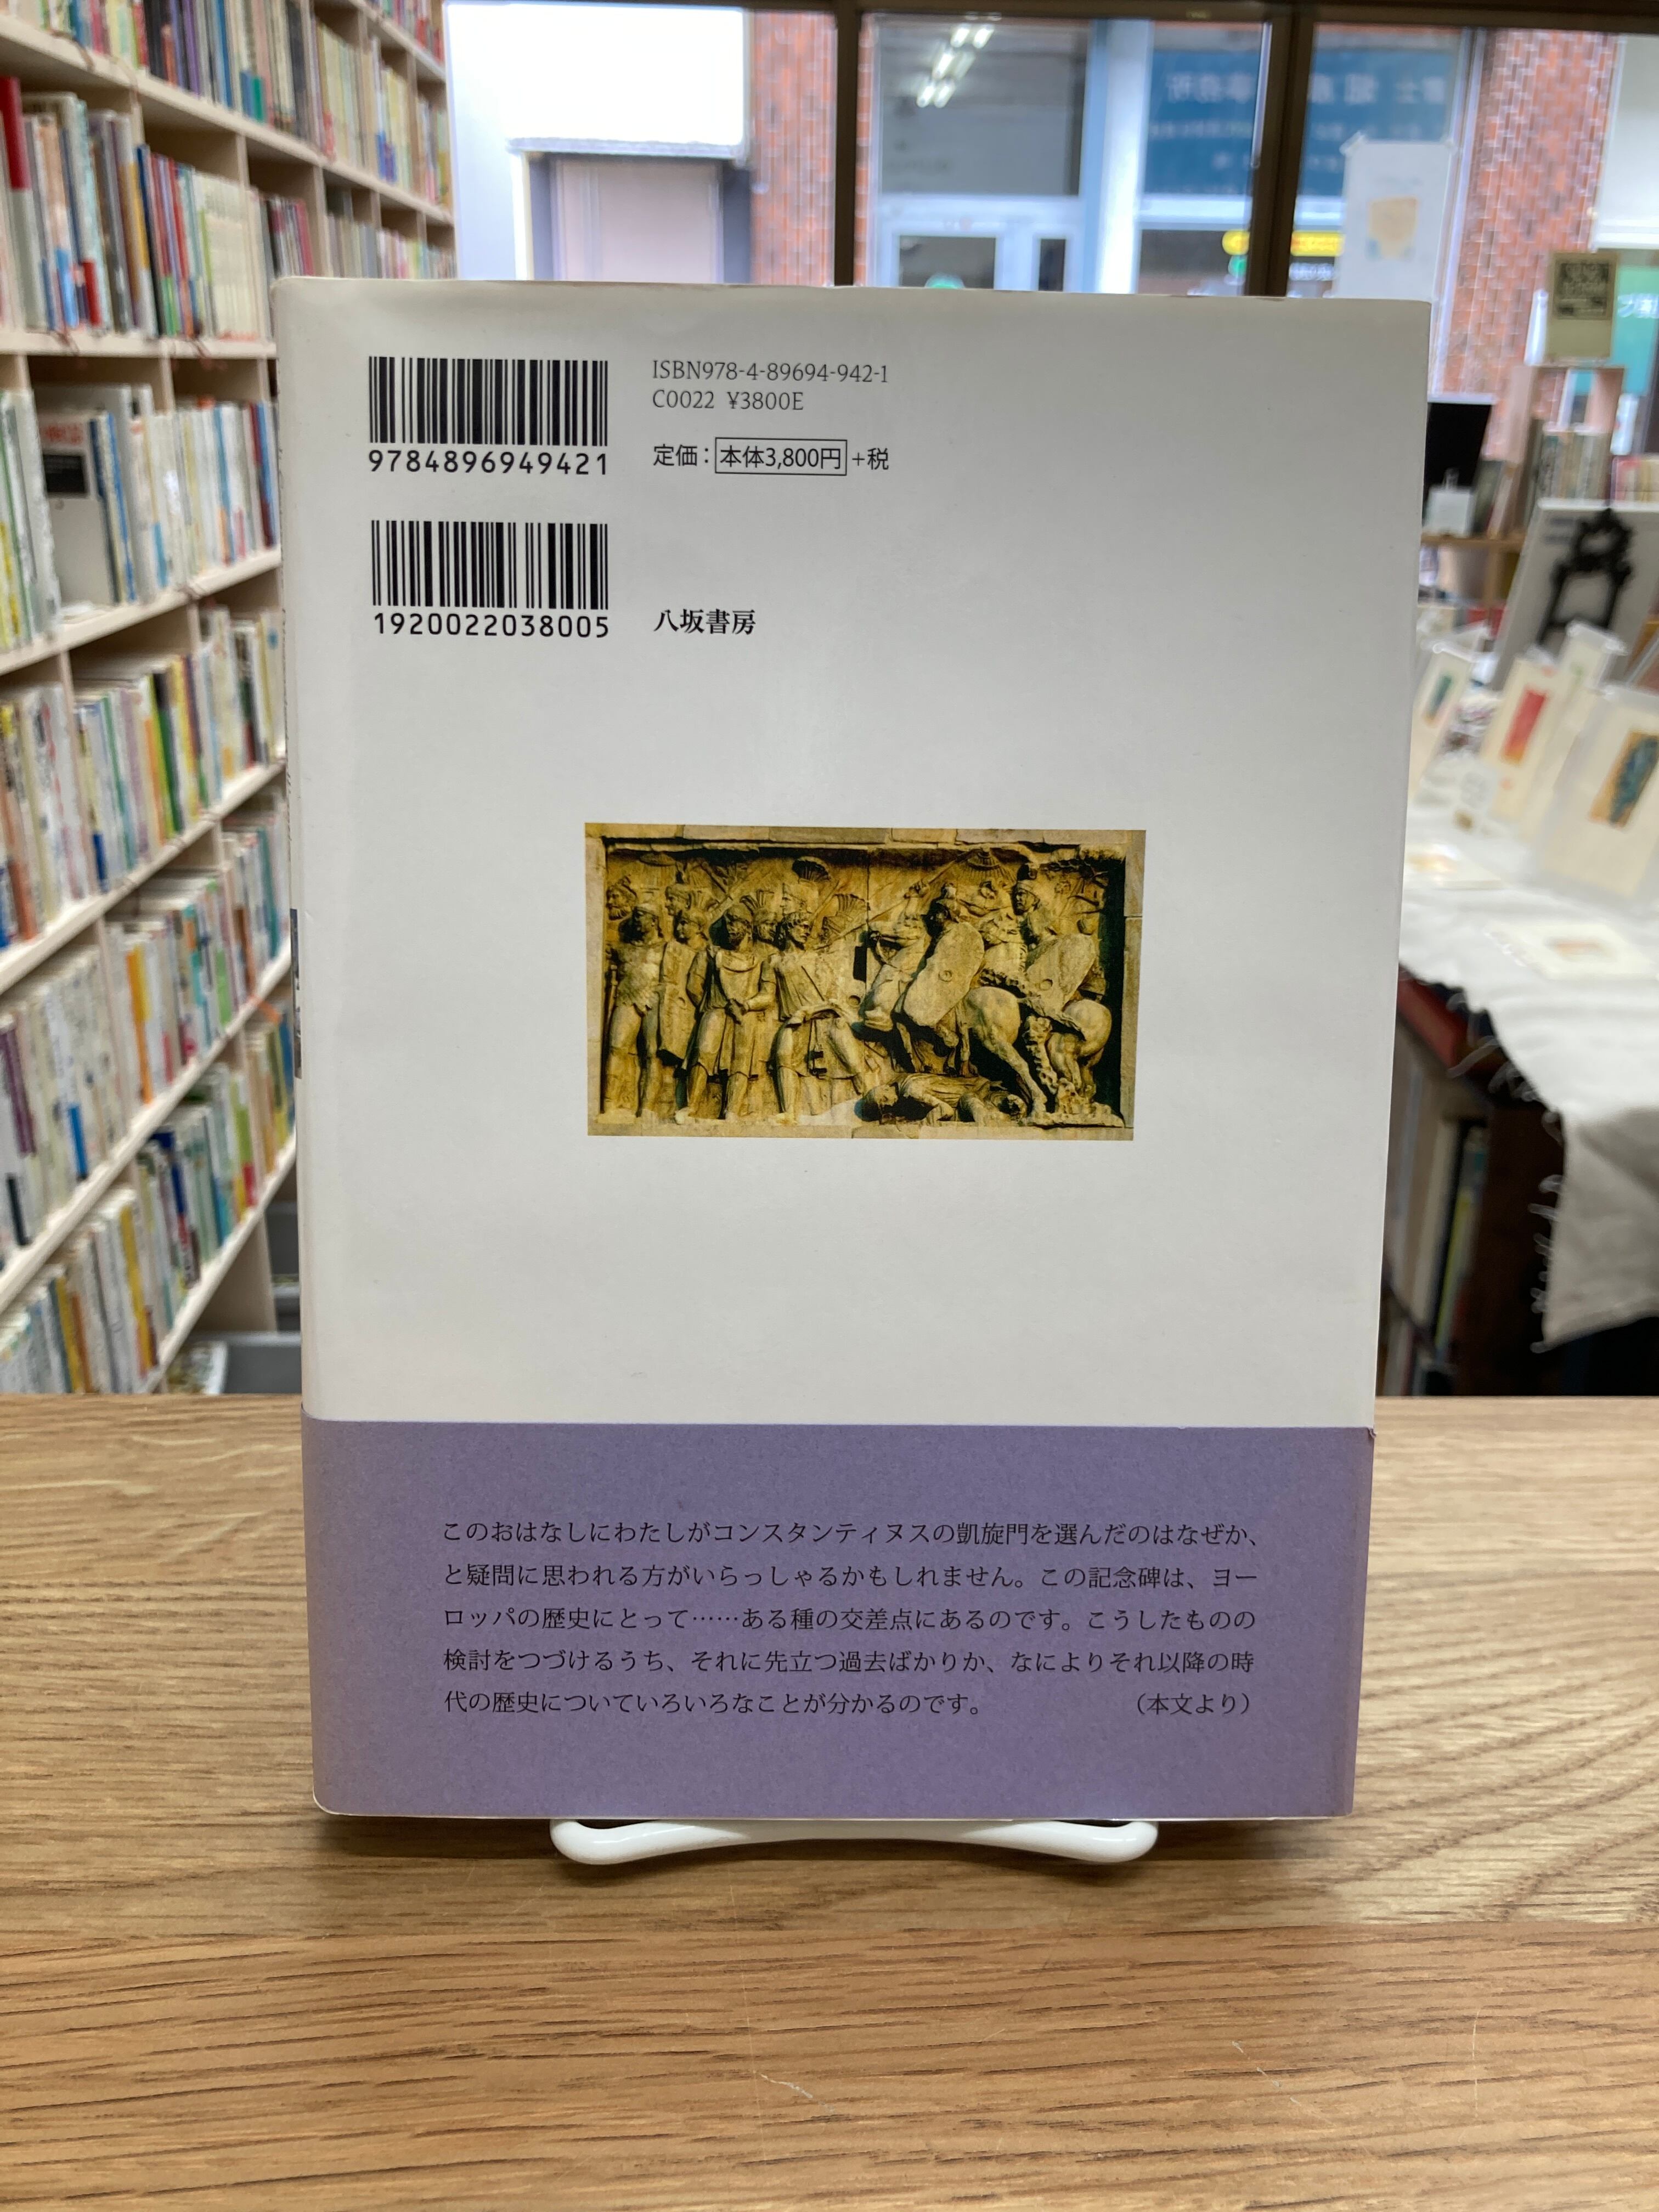 ISBN978-4-89694-942-1
C0022 ¥3800E
9784896949421
定価：本体3,800円+税
1920022038005
八坂書房
このおはなしにわたしがコンスタンティヌスの凱旋門を選んだのはなぜか、
と疑問に思われる方がいらっしゃるかもしれません。この記念碑は、ヨー
ロッパの歴史にとって……ある種の交差点にあるのです。こうしたものの
検討をつづけるうち、それに先立つ過去ばかりか、なによりそれ以降の時
代の歴史についていろいろなことが分かるのです。 （本文より）